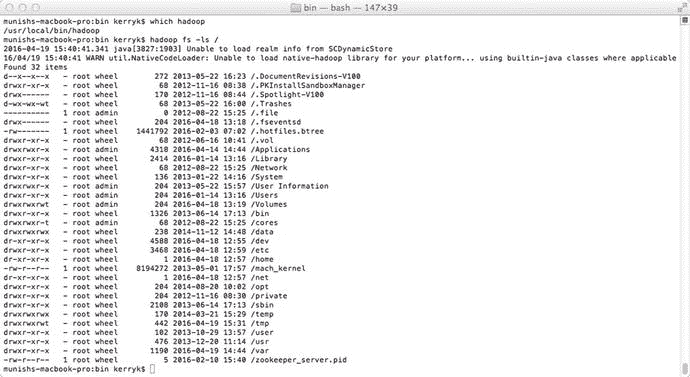 bin — bash — 147×39
munishs-macbook-pro:bin kerryk$ which hadoop
/usr/local/bin/hadoop
munishs-macbook-pro:bin kerryk$ hadoop fs -ls /
2016-04-19 15:40:41.341 java[3827:1903] Unable to load realm info from SCDynamicStore
16/04/19 15:40:41 WARN util.NativeCodeLoader: Unable to load native-hadoop library for your platform... using builtin-java classes where applicable
Found 32 items
d--x--x--x   - root wheel        272 2013-05-22 16:23 /.DocumentRevisions-V100
drwxr-xr-x   - root wheel         68 2012-11-16 08:38 /.PKInstallSandboxManager
drwx------   - root wheel        170 2012-11-16 08:44 /.Spotlight-V100
d-wx-wx-wt   - root wheel         68 2013-05-22 16:00 /.Trashes
----------   1 root admin          0 2012-08-22 15:25 /.file
drwx------   - root wheel        204 2016-04-18 13:18 /.fseventsd
-rw-------   1 root wheel    1441792 2016-02-03 07:02 /.hotfiles.btree
drwxr-xr-x   - root wheel         68 2012-06-16 10:41 /.vol
drwxrwxr-x   - root admin       4318 2016-04-14 14:44 /Applications
drwxr-xr-x   - root wheel       2414 2016-01-14 13:16 /Library
drwxr-xr-x   - root wheel         68 2012-08-22 15:25 /Network
drwxr-xr-x   - root wheel        136 2013-01-22 14:16 /System
drwxrwxr-x   - root admin        204 2013-05-22 15:57 /User Information
drwxr-xr-x   - root admin        204 2016-01-14 13:16 /Users
drwxrwxrwt   - root admin        204 2016-04-18 13:19 /Volumes
drwxr-xr-x   - root wheel       1326 2013-06-14 17:13 /bin
drwxrwxr-t   - root admin         68 2012-08-22 15:25 /cores
drwxrwxrwx   - root wheel        238 2014-11-12 14:48 /data
dr-xr-xr-x   - root wheel       4588 2016-04-18 12:55 /dev
drwxr-xr-x   - root wheel       3468 2016-04-18 12:59 /etc
dr-xr-xr-x   - root wheel          1 2016-04-18 12:57 /home
-rw-r--r--   1 root wheel    8194272 2013-05-01 17:57 /mach_kernel
dr-xr-xr-x   - root wheel          1 2016-04-18 12:57 /net
drwxr-xr-x   - root wheel        204 2014-08-20 10:02 /opt
drwxr-xr-x   - root wheel        204 2012-11-16 08:30 /private
drwxr-xr-x   - root wheel       2108 2013-06-14 17:13 /sbin
drwxrwxrwx   - root wheel        170 2014-03-21 15:29 /temp
drwxrwxrwt   - root wheel        442 2016-04-19 15:31 /tmp
drwxrwxrwx   - root wheel        102 2013-10-29 13:57 /user
drwxr-xr-x   - root wheel        476 2013-12-20 11:14 /usr
drwxr-xr-x   - root wheel       1190 2016-04-19 14:44 /var
-rw-r--r--   1 root wheel          5 2016-02-10 15:40 /zookeeper_server.pid
munishs-macbook-pro:bin kerryk$